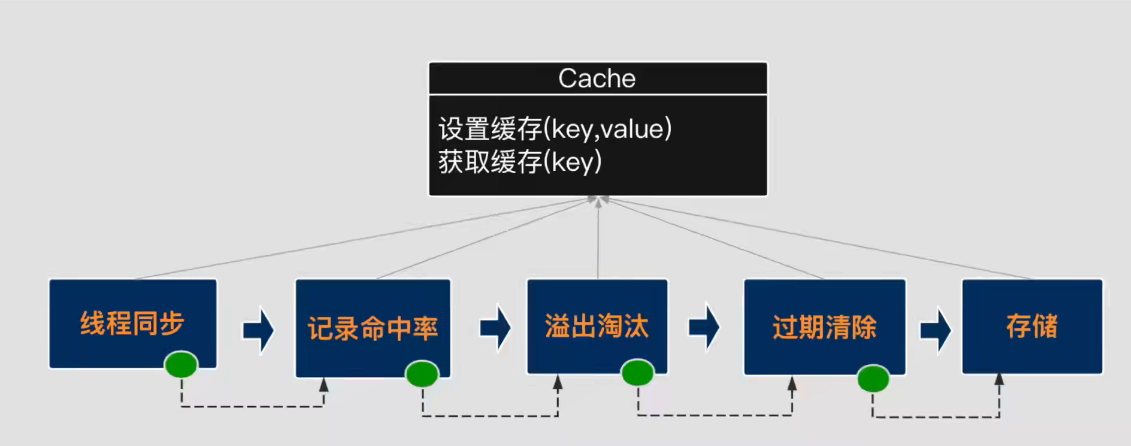 Cache
设置缓存(key,value)
获取缓存(key)
线程同步
记录命中率
溢出淘汰
过期清除
存储